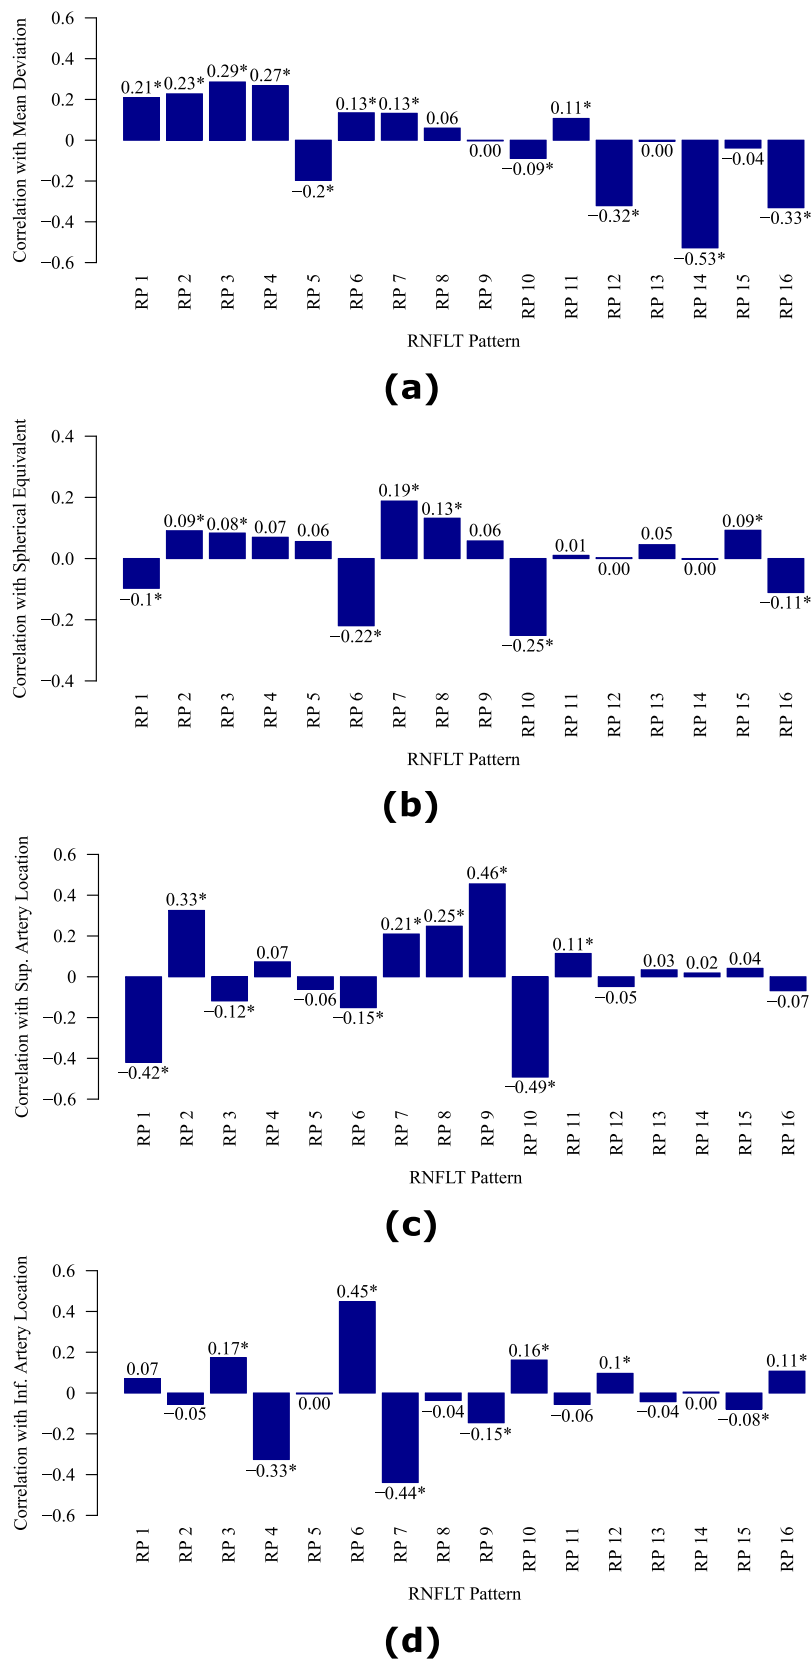 Correlation with Mean Deviation
0.6
0.4
0.2
0
−0.2
−0.4
−0.6
0.21*
0.23*
0.29*
0.27*
−0.2*
0.13*
0.13*
0.06
0.00
−0.09*
0.11*
−0.32*
0.00
−0.53*
−0.04
−0.33*
RP 1
RP 2
RP 3
RP 4
RP 5
RP 6
RP 7
RP 8
RP 9
RP 10
RP 11
RP 12
RP 13
RP 14
RP 15
RP 16
RNFLT Pattern
(a)
Correlation with Spherical Equivalent
0.4
0.2
0.0
−0.2
−0.4
−0.1*
0.09*
0.08*
0.07
0.06
−0.22*
0.19*
0.13*
0.06
−0.25*
0.01
0.00
0.05
0.00
0.09*
−0.11*
RP 1
RP 2
RP 3
RP 4
RP 5
RP 6
RP 7
RP 8
RP 9
RP 10
RP 11
RP 12
RP 13
RP 14
RP 15
RP 16
RNFLT Pattern
(b)
Correlation with Sup. Artery Location
0.6
0.4
0.2
0
−0.2
−0.4
−0.6
−0.42*
0.33*
−0.12*
0.07
−0.06
−0.15*
0.21*
0.25*
0.46*
−0.49*
0.11*
−0.05
0.03
0.02
0.04
−0.07
RP 1
RP 2
RP 3
RP 4
RP 5
RP 6
RP 7
RP 8
RP 9
RP 10
RP 11
RP 12
RP 13
RP 14
RP 15
RP 16
RNFLT Pattern
(c)
Correlation with Inf. Artery Location
0.6
0.4
0.2
0
−0.2
−0.4
−0.6
0.07
−0.05
0.17*
−0.33*
0.00
0.45*
−0.44*
−0.04
−0.15*
0.16*
−0.06
0.1*
−0.04
0.00
−0.08*
0.11*
RP 1
RP 2
RP 3
RP 4
RP 5
RP 6
RP 7
RP 8
RP 9
RP 10
RP 11
RP 12
RP 13
RP 14
RP 15
RP 16
RNFLT Pattern
(d)